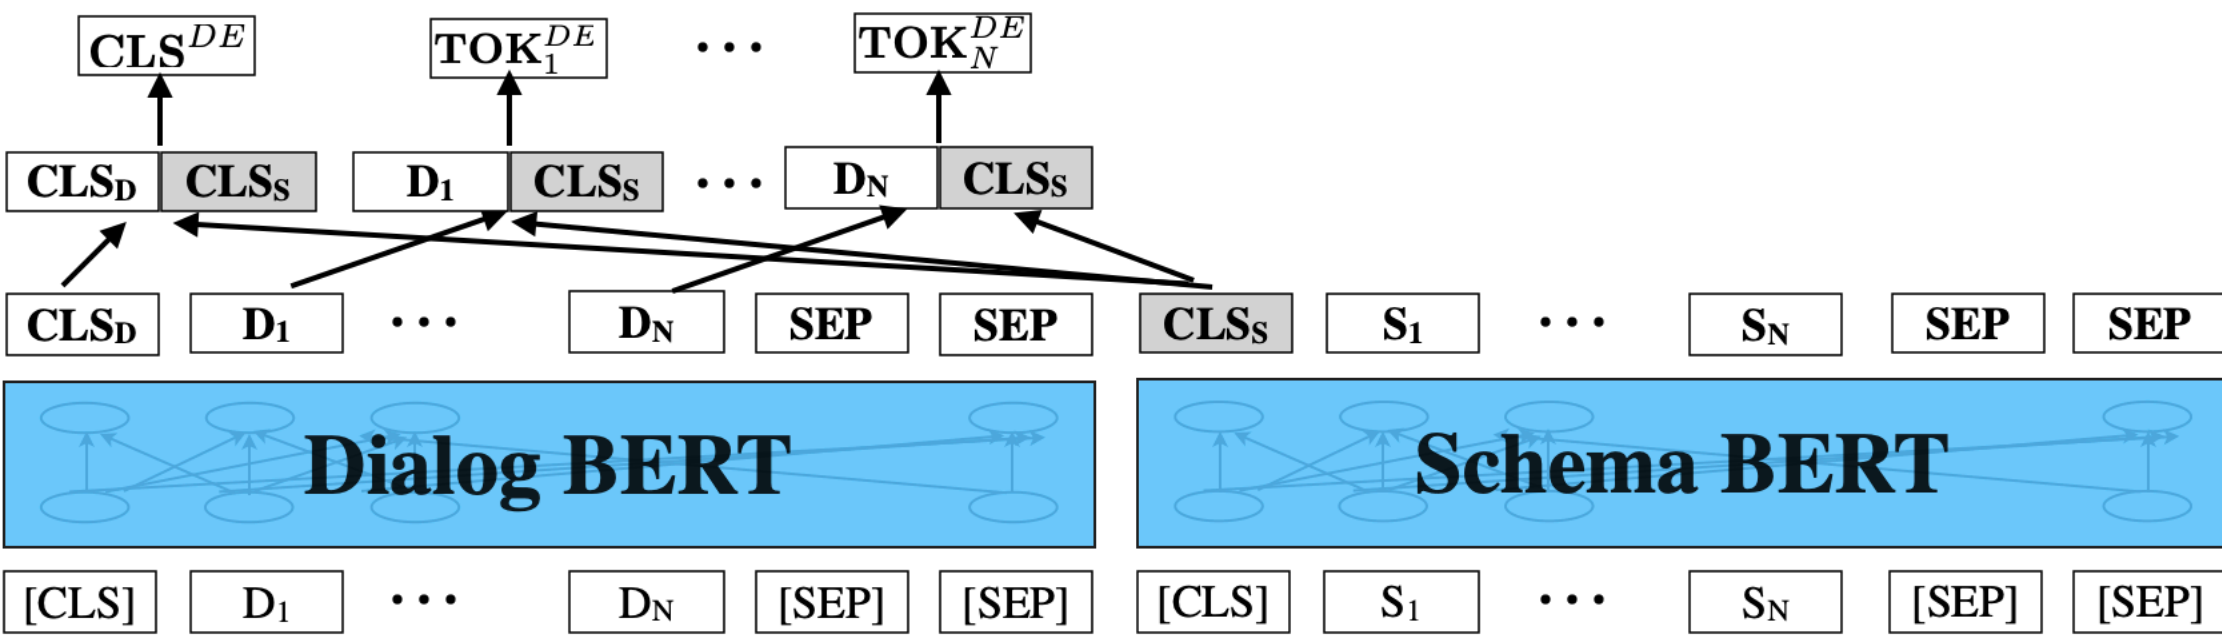 CLS^{DE} TOK_1^{DE} ··· TOK_N^{DE}
CLS_D CLS_S D_1 CLS_S ··· D_N CLS_S
CLS_D D_1 ··· D_N SEP SEP CLS_S S_1 ··· S_N SEP SEP
Dialog BERT Schema BERT
[CLS] D_1 ··· D_N [SEP] [SEP] [CLS] S_1 ··· S_N [SEP] [SEP]